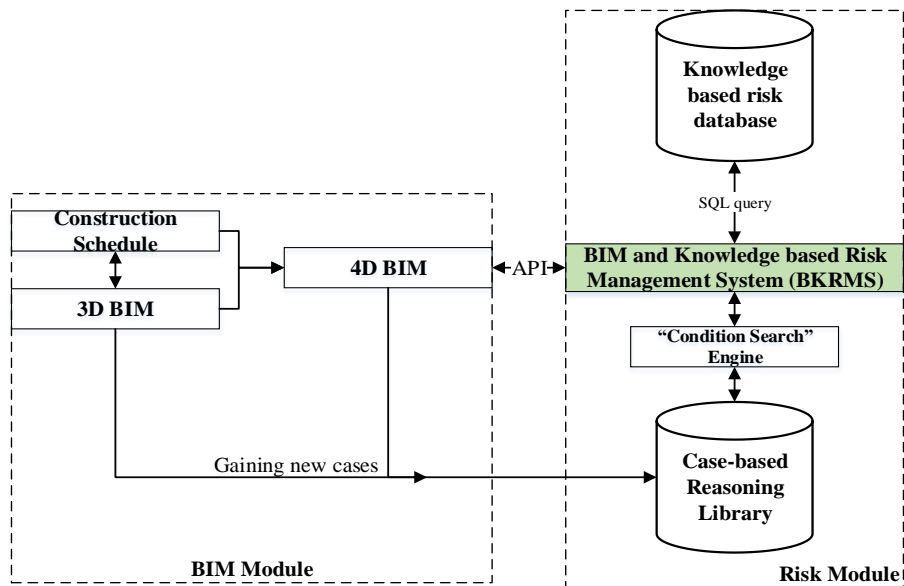 Knowledge
based risk
database
SQL query
Construction
Schedule
3D BIM
4D BIM
API
BIM and Knowledge based Risk
Management System (BKRMS)
“Condition Search”
Engine
Gaining new cases
Case-based
Reasoning
Library
BIM Module
Risk Module